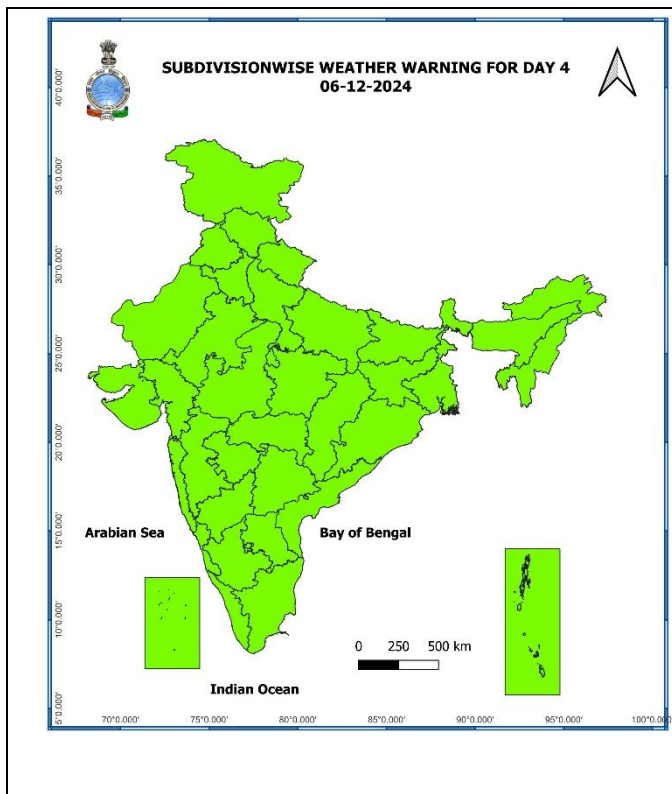 SUBDIVISIONWISE WEATHER WARNING FOR DAY 4
06-12-2024
40°0.000'
35°0.000'
30°0.000'
25°0.000'
20°0.000'
15°0.000'
10°0.000'
5°0.000'
Arabian Sea
Bay of Bengal
0 250 500 km
Indian Ocean
70°0.000' 75°0.000' 80°0.000' 85°0.000' 90°0.000' 95°0.000' 100°0.000'